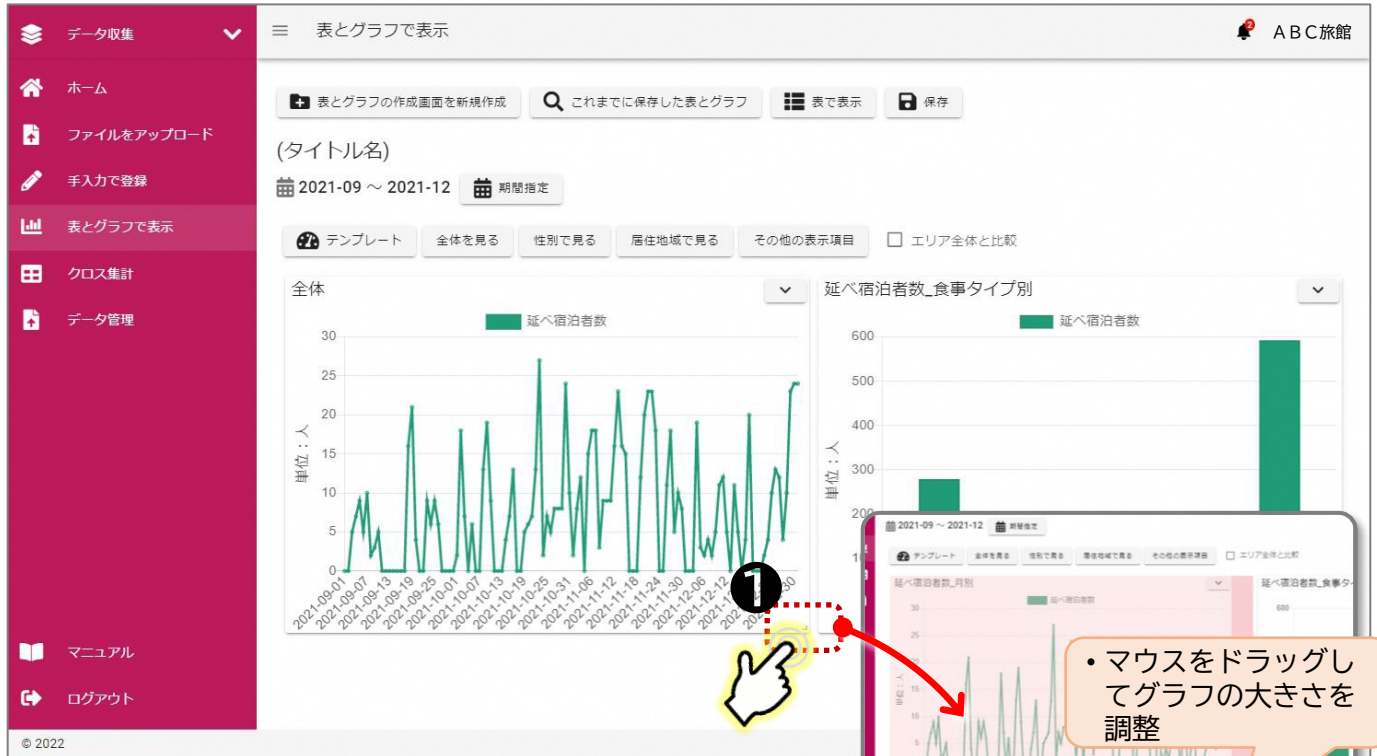 データ収集
ホーム
ファイルをアップロード
手入力で登録
表とグラフで表示
クロス集計
データ管理
マニュアル
ログアウト
© 2022
表とグラフで表示
2
ABC旅館
表とグラフの作成画面を新規作成 これまでに保存した表とグラフ 表で表示 保存
(タイトル名)
2021-09 ~ 2021-12 期間指定
テンプレート 全体を見る 性別で見る 居住地域で見る その他の表示項目 エリア全体と比較
全体
延べ宿泊者数
単位:人
30
25
20
15
10
5
0
2021-09-01
2021-09-07
2021-09-13
2021-09-19
2021-09-25
2021-10-01
2021-10-07
2021-10-13
2021-10-19
2021-10-25
2021-10-31
2021-11-06
2021-11-12
2021-11-18
2021-11-24
2021-11-30
2021-12-06
2021-12-12
延べ宿泊者数_食事タイプ別
延べ宿泊者数
単位:人
600
500
400
300
200
1
2021-09 ~ 2021-12 期間指定
テンプレート 全体を見る 性別で見る 居住地域で見る その他の表示項目 エリア全体と比較
延べ宿泊者数_月別
延べ宿泊者数
単位:人
30
25
15
10
5
延べ宿泊者数_食事タ
600
• マウスをドラッグし
てグラフの大きさを
調整